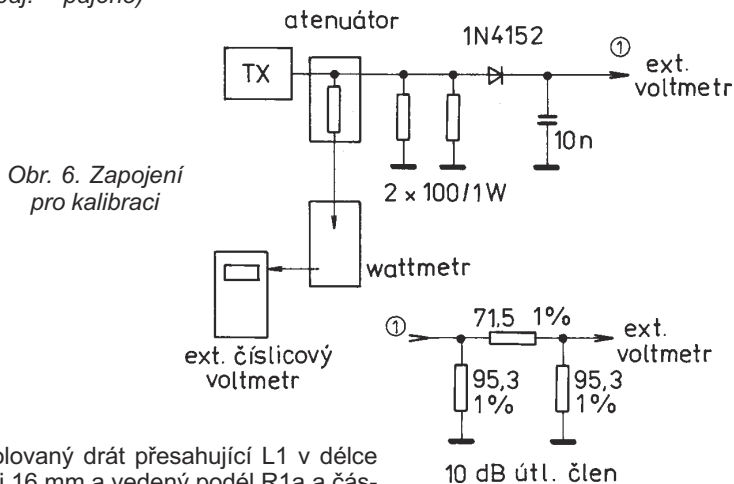 pájeno)
atenuátor
1N4152
TX
①
ext.
voltmetr
10n
Obr. 6. Zapojení
pro kalibraci
2 x 100/1W
wattmetr
ext. číslicový
voltmetr
①
71,5 1%
ext.
voltmetr
95,3
1%
95,3
1%
10 dB útl. člen
olovaný drát přesahující L1 v délce
16 mm a vedený podél R1a a čás-